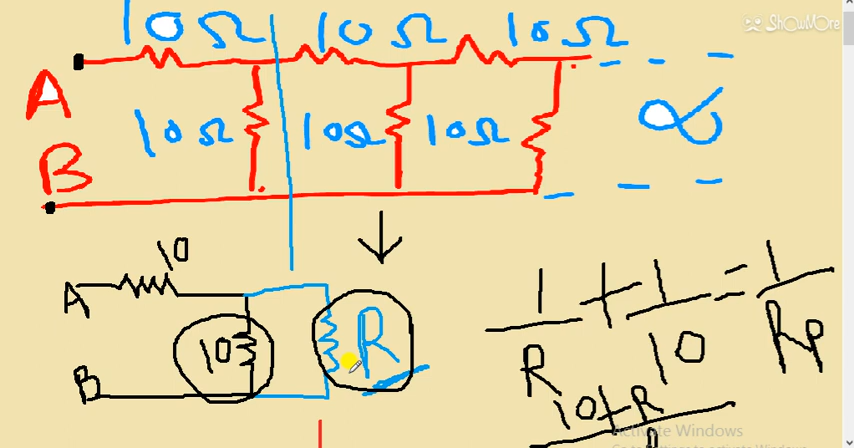 ShowMore
10Ω 10Ω 10Ω
A 10Ω 10Ω 10Ω α
B
10
A 10 R
B
1/R + 1/10 = 1/Rp
10+R
Activate Windows